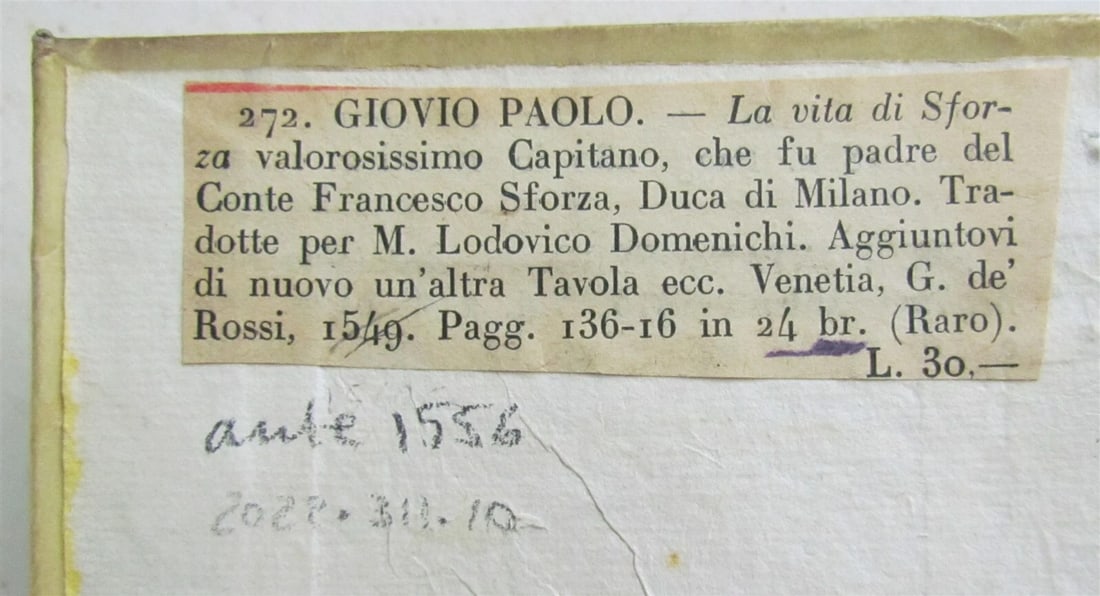 272. GIOVIO PAOLO. — La vita di Sfor-
za valorosissimo Capitano, che fu padre del
Conte Francesco Sforza, Duca di Milano. Tra-
dotte per M. Lodovico Domenichi. Aggiuntovi
di nuovo un'altra Tavola ecc. Venetia, G. de'
Rossi, 1549. Pagg. 136-16 in 24 br. (Raro).
L. 30,—
ante 1556